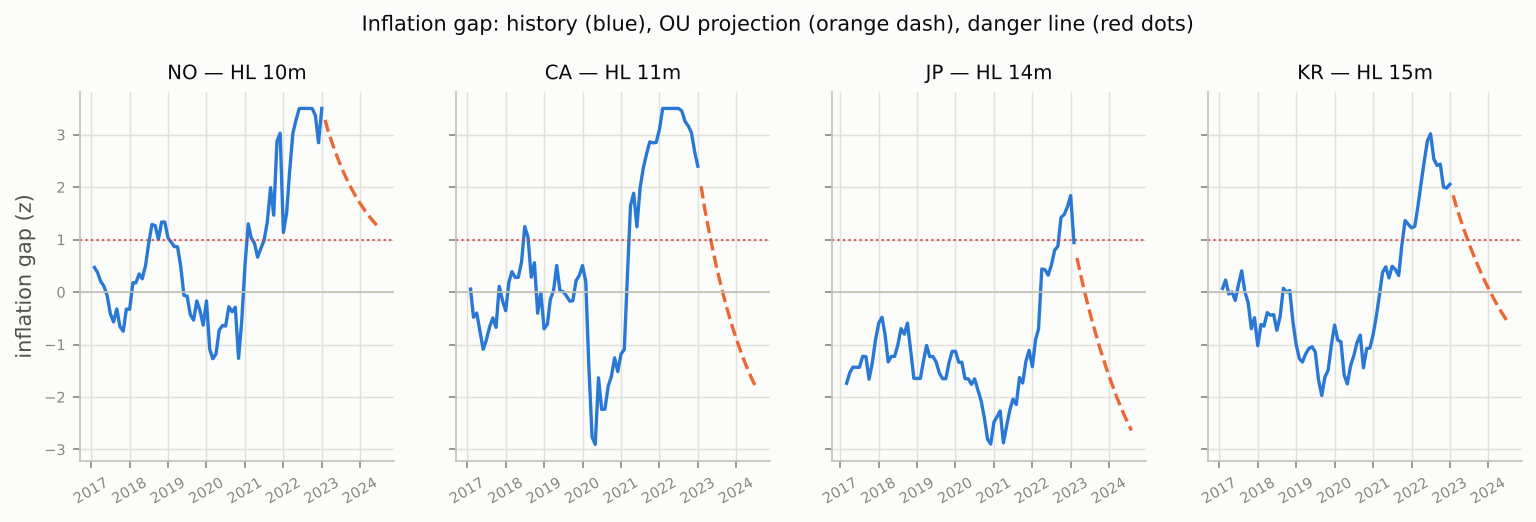 Inflation gap: history (blue), OU projection (orange dash), danger line (red dots)
NO — HL 10m
CA — HL 11m
JP — HL 14m
KR — HL 15m
inflation gap (z)
3
2
1
0
−1
−2
−3
2017 2018 2019 2020 2021 2022 2023 2024
2017 2018 2019 2020 2021 2022 2023 2024
2017 2018 2019 2020 2021 2022 2023 2024
2017 2018 2019 2020 2021 2022 2023 2024